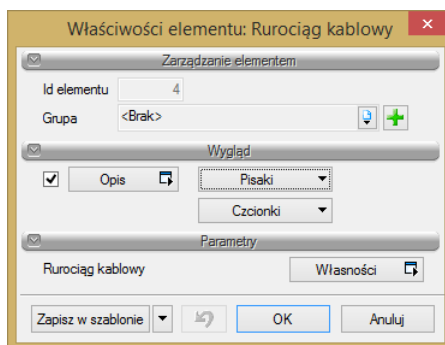 Właściwości elementu: Rurociąg kablowy
Zarządzanie elementem
Id elementu 4
Grupa <Brak>
Wygląd
Opis Pisaki
Czcionki
Parametry
Rurociąg kablowy Własności
Zapisz w szablonie OK Anuluj